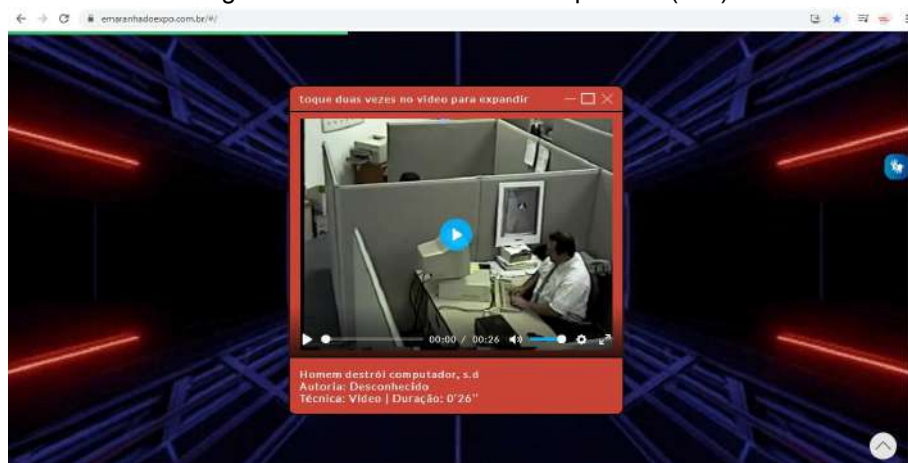 emaranhadoexpo.com.br/#/
toque duas vezes no video para expandir
00:00 / 00:26
Homem destrói computador, s.d
Autoria: Desconhecido
Técnica: Vídeo | Duração: 0'26"